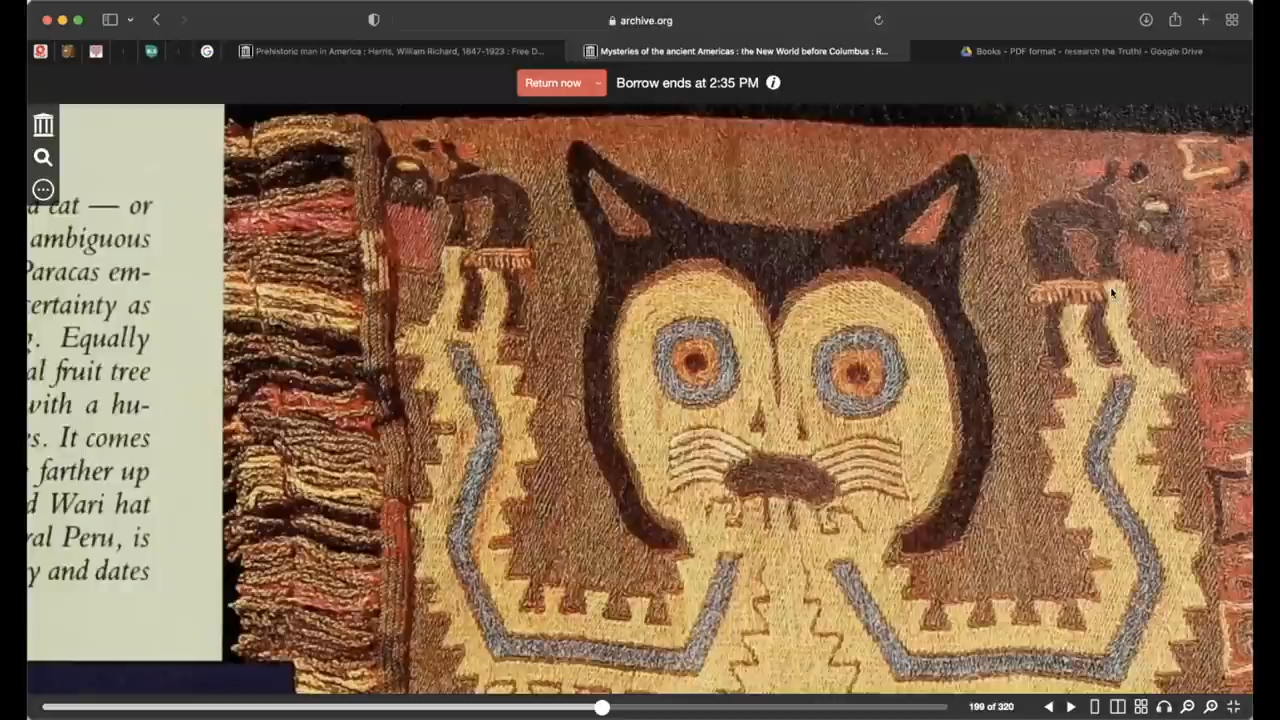 archive.org
Prehistoric man in America : Harris, William Richard, 1847-1923 : Free D...
Mysteries of the ancient Americas : the New World before Columbus : R...
Books - PDF format - research the Truth! - Google Drive
Return now
Borrow ends at 2:35 PM
cat — or
ambiguous
Paracas em-
certainty as
Equally
al fruit tree
with a hu-
s. It comes
farther up
d Wari hat
ral Peru, is
y and dates
199 of 320